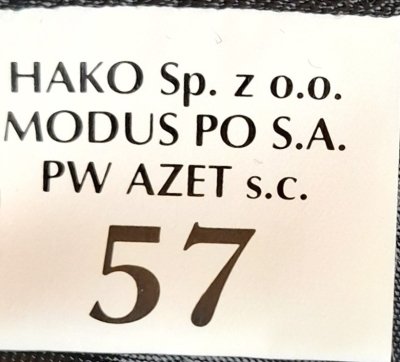 HAKO Sp. z o.o.
MODUS PO S.A.
PW AZET s.c.
57